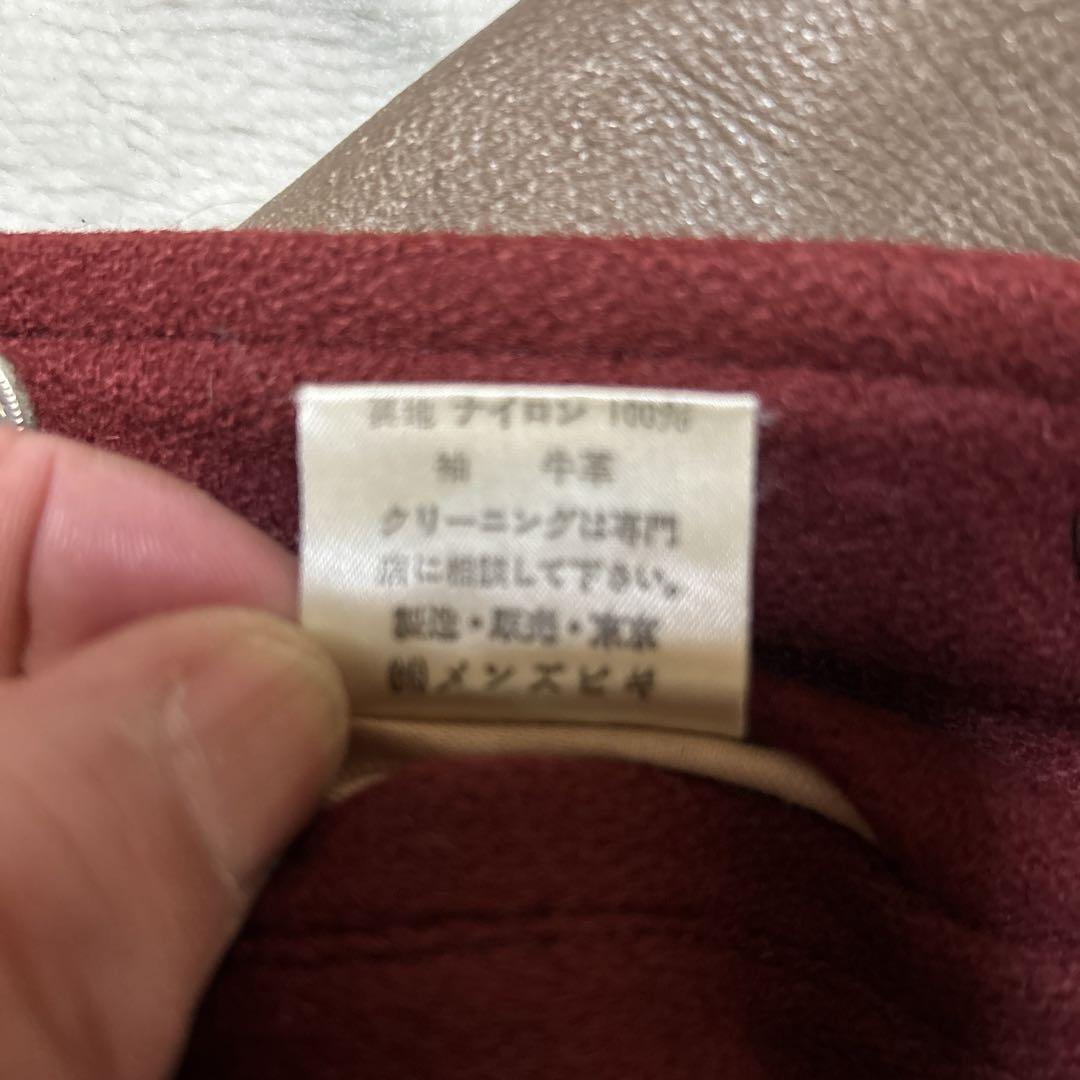 裏地 ナイロン 100%
袖 牛革
クリーニングは専門
店に相談して下さい。
製造・販売・東京
㈱メンズビギ